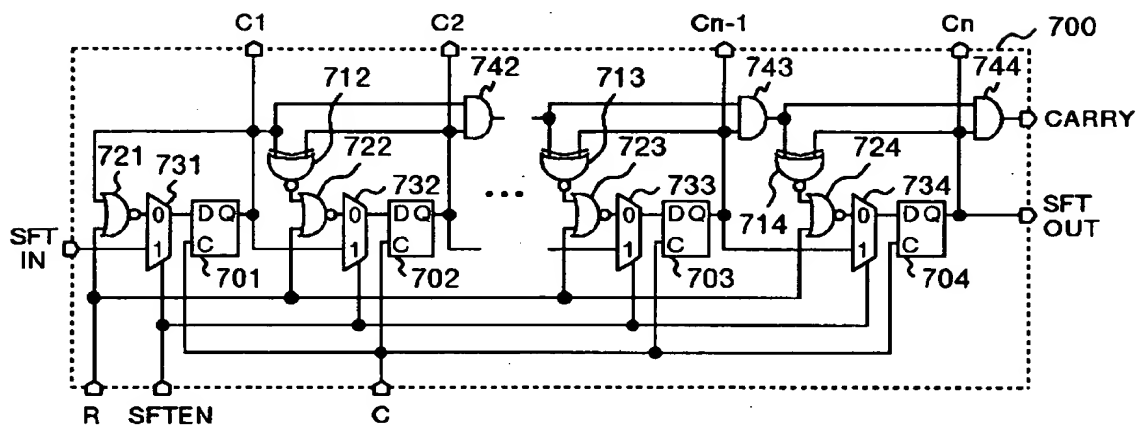 C1 C2 Cn-1 Cn 700
742 743 744
712 713
CARRY
721 731 722 732 723 733 724 734
0 0 ... 0 0
D Q D Q D Q D Q
SFT IN
1 1 1 1
C C C C
714
SFT OUT
701 702 703 704
R SFTEN C